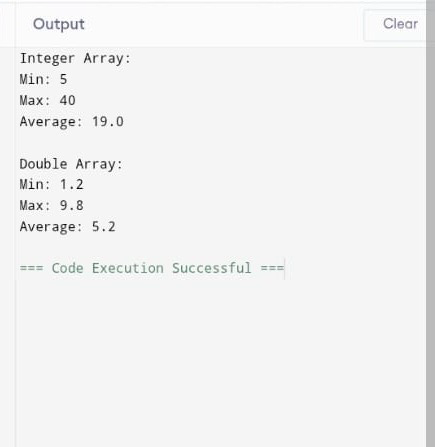 Output
Clear
Integer Array:
Min: 5
Max: 40
Average: 19.0
Double Array:
Min: 1.2
Max: 9.8
Average: 5.2
=== Code Execution Successful ===